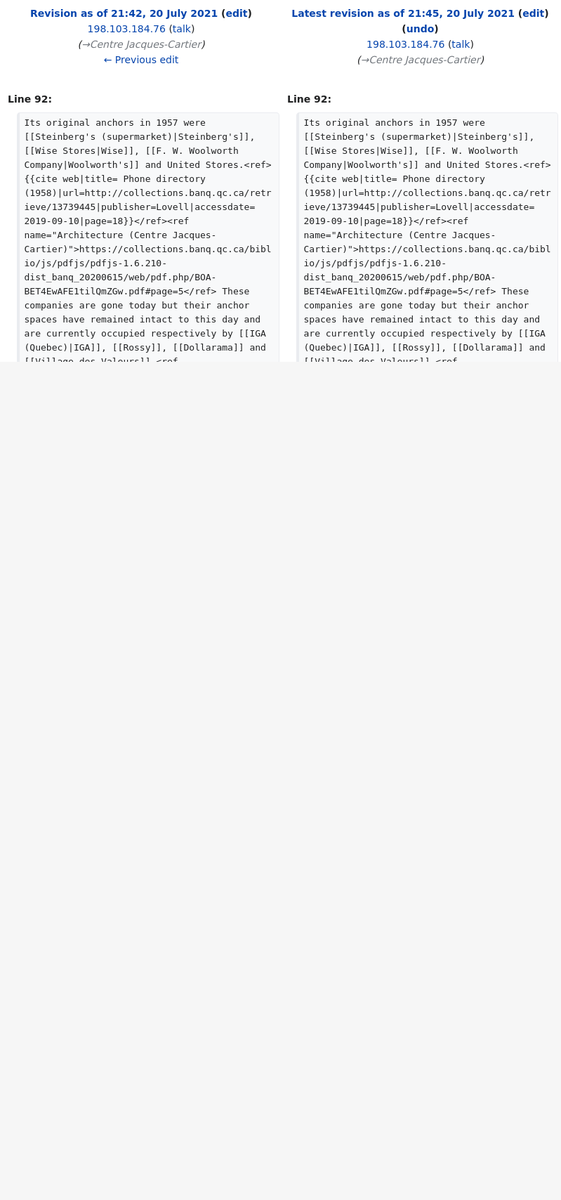 Revision as of 21:42, 20 July 2021 (edit)
198.103.184.76 (talk)
(→Centre Jacques-Cartier)
← Previous edit
Latest revision as of 21:45, 20 July 2021 (edit)
(undo)
198.103.184.76 (talk)
(→Centre Jacques-Cartier)
Line 92:
Its original anchors in 1957 were
[[Steinberg's (supermarket)|Steinberg's]],
[[Wise Stores|Wise]], [[F. W. Woolworth
Company|Woolworth's]] and United Stores.<ref>
{{cite web|title= Phone directory
(1958)|url=http://collections.banq.qc.ca/retr
ieve/13739445|publisher=Lovell|accessdate=
2019-09-10|page=18}}</ref><ref
name="Architecture (Centre Jacques-
Cartier)">https://collections.banq.qc.ca/bibl
io/js/pdfjs/pdfjs-1.6.210-
dist_banq_20200615/web/pdf.php/BOA-
BET4EwAFE1tilQmZGw.pdf#page=5</ref> These
companies are gone today but their anchor
spaces have remained intact to this day and
are currently occupied respectively by [[IGA
(Quebec)|IGA]], [[Rossy]], [[Dollarama]] and
[[Village des Valeurs]].<ref
Line 92:
Its original anchors in 1957 were
[[Steinberg's (supermarket)|Steinberg's]],
[[Wise Stores|Wise]], [[F. W. Woolworth
Company|Woolworth's]] and United Stores.<ref>
{{cite web|title= Phone directory
(1958)|url=http://collections.banq.qc.ca/retr
ieve/13739445|publisher=Lovell|accessdate=
2019-09-10|page=18}}</ref><ref
name="Architecture (Centre Jacques-
Cartier)">https://collections.banq.qc.ca/bibl
io/js/pdfjs/pdfjs-1.6.210-
dist_banq_20200615/web/pdf.php/BOA-
BET4EwAFE1tilQmZGw.pdf#page=5</ref> These
companies are gone today but their anchor
spaces have remained intact to this day and
are currently occupied respectively by [[IGA
(Quebec)|IGA]], [[Rossy]], [[Dollarama]] and
[[Village des Valeurs]].<ref